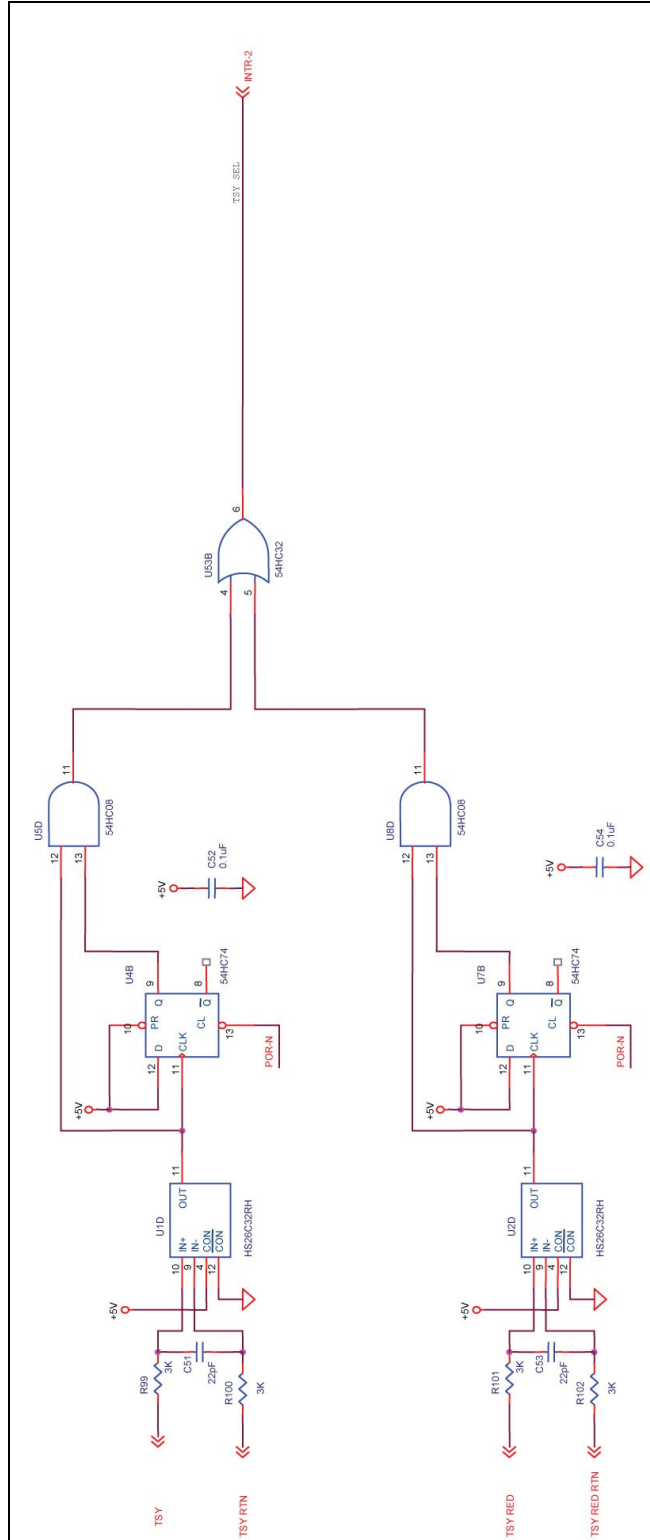 INTR-2
TSY SEL
6
U53B
54HC32
4
5
11
U5D
54HC08
12
13
11
U8D
54HC08
12
13
+5V
C52
0.1uF
+5V
C54
0.1uF
U4B
54HC74
9
8
Q
Q
10
PR
CL
13
D
CLK
12
11
POR-N
+5V
U7B
54HC74
9
8
Q
Q
10
PR
CL
13
D
CLK
12
11
POR-N
+5V
11
OUT
U1D
HS26C32RH
IN+
IN-
CON
CON
10
9
4
12
+5V
11
OUT
U2D
HS26C32RH
IN+
IN-
CON
CON
10
9
4
12
+5V
R99
3K
C51
22pF
R100
3K
R101
3K
C53
22pF
R102
3K
TSY
TSY RTN
TSY RED
TSY RED RTN